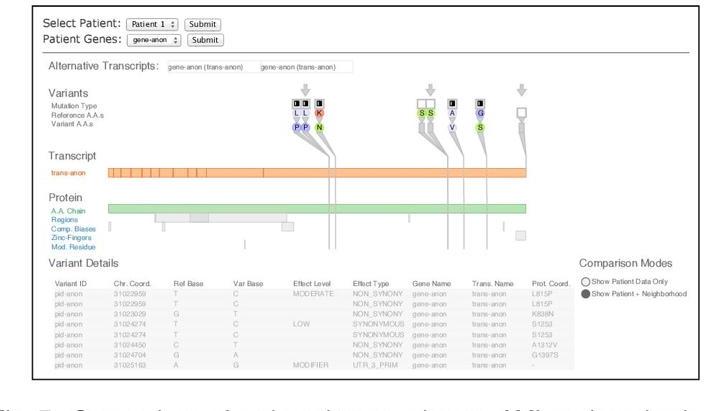 Select Patient: Patient 1 Submit
Patient Genes: gene-anon Submit
Alternative Transcripts: gene-anon (trans-anon) gene-anon (trans-anon)
Variants
Mutation Type
Reference A.A.s
Variant A.A.s
L L K S S A G
P P N V S
Transcript
trans-anon
Protein
A.A. Chain
Regions
Comp. Biases
Zinc-Fingers
Mod. Residue
Variant Details
Variant ID Chr. Coord. Ref Base Var Base Effect Level Effect Type Gene Name Trans. Name Prot. Coord.
pid-anon 31022959 T C MODERATE NON_SYNONY gene-anon trans-anon L815P
pid-anon 31022959 T C NON_SYNONY gene-anon trans-anon L815P
pid-anon 31023029 G T NON_SYNONY gene-anon trans-anon K838N
pid-anon 31024274 T C LOW SYNONYMOUS gene-anon trans-anon S1253
pid-anon 31024274 T C SYNONYMOUS gene-anon trans-anon S1253
pid-anon 31024450 C T NON_SYNONY gene-anon trans-anon A1312V
pid-anon 31024704 G A NON_SYNONY gene-anon trans-anon G1397S
pid-anon 31025163 A G MODIFIER UTR_3_PRIM gene-anon trans-anon -
Comparison Modes
Show Patient Data Only
Show Patient + Neighborhood